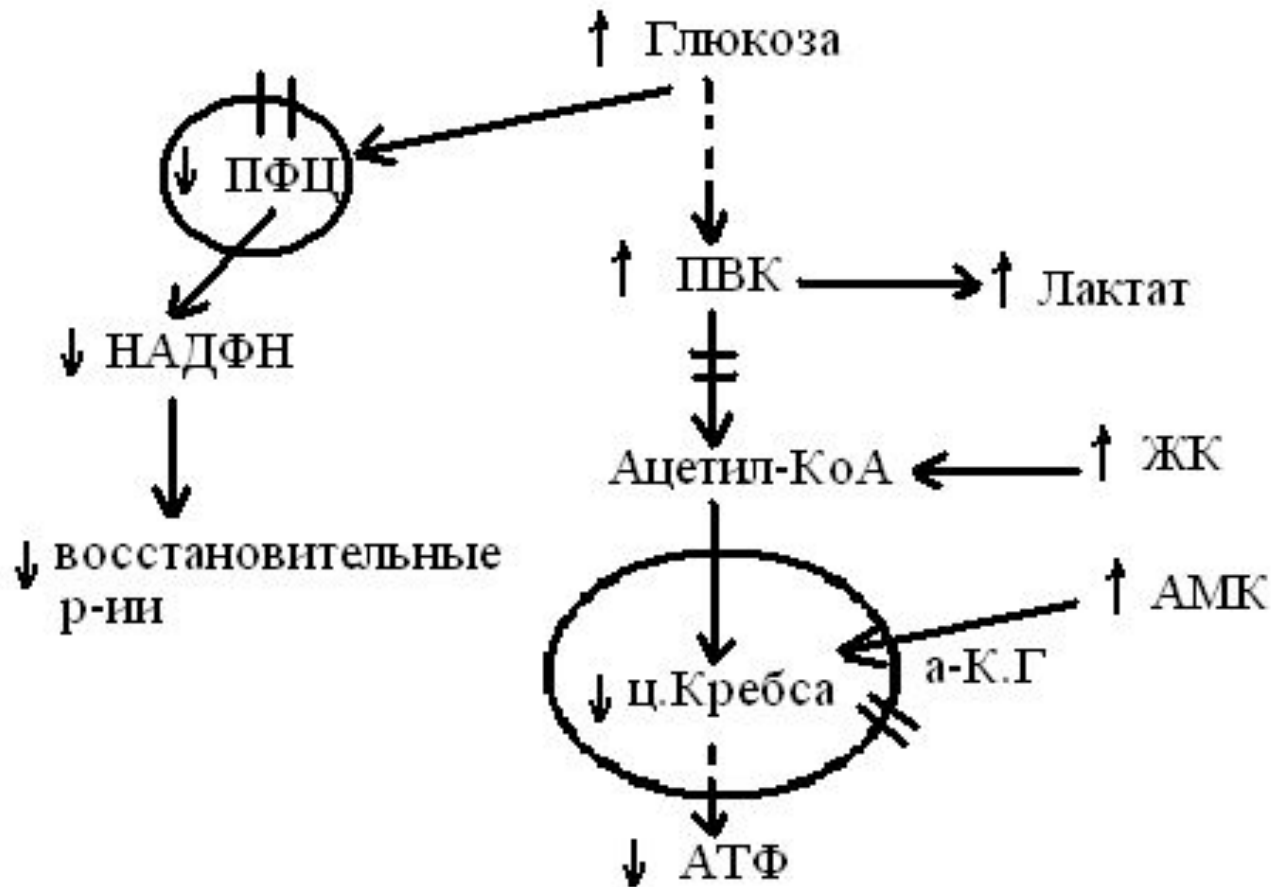 ↑ Глюкоза
↓ ПФЦ
↑ ПВК
↑ Лактат
↓ НАДФН
Ацетил-КоА
↑ ЖК
↓ восстановительные
р-ии
↑ АМК
а-К.Г
↓ ц.Кребса
↓ АТФ